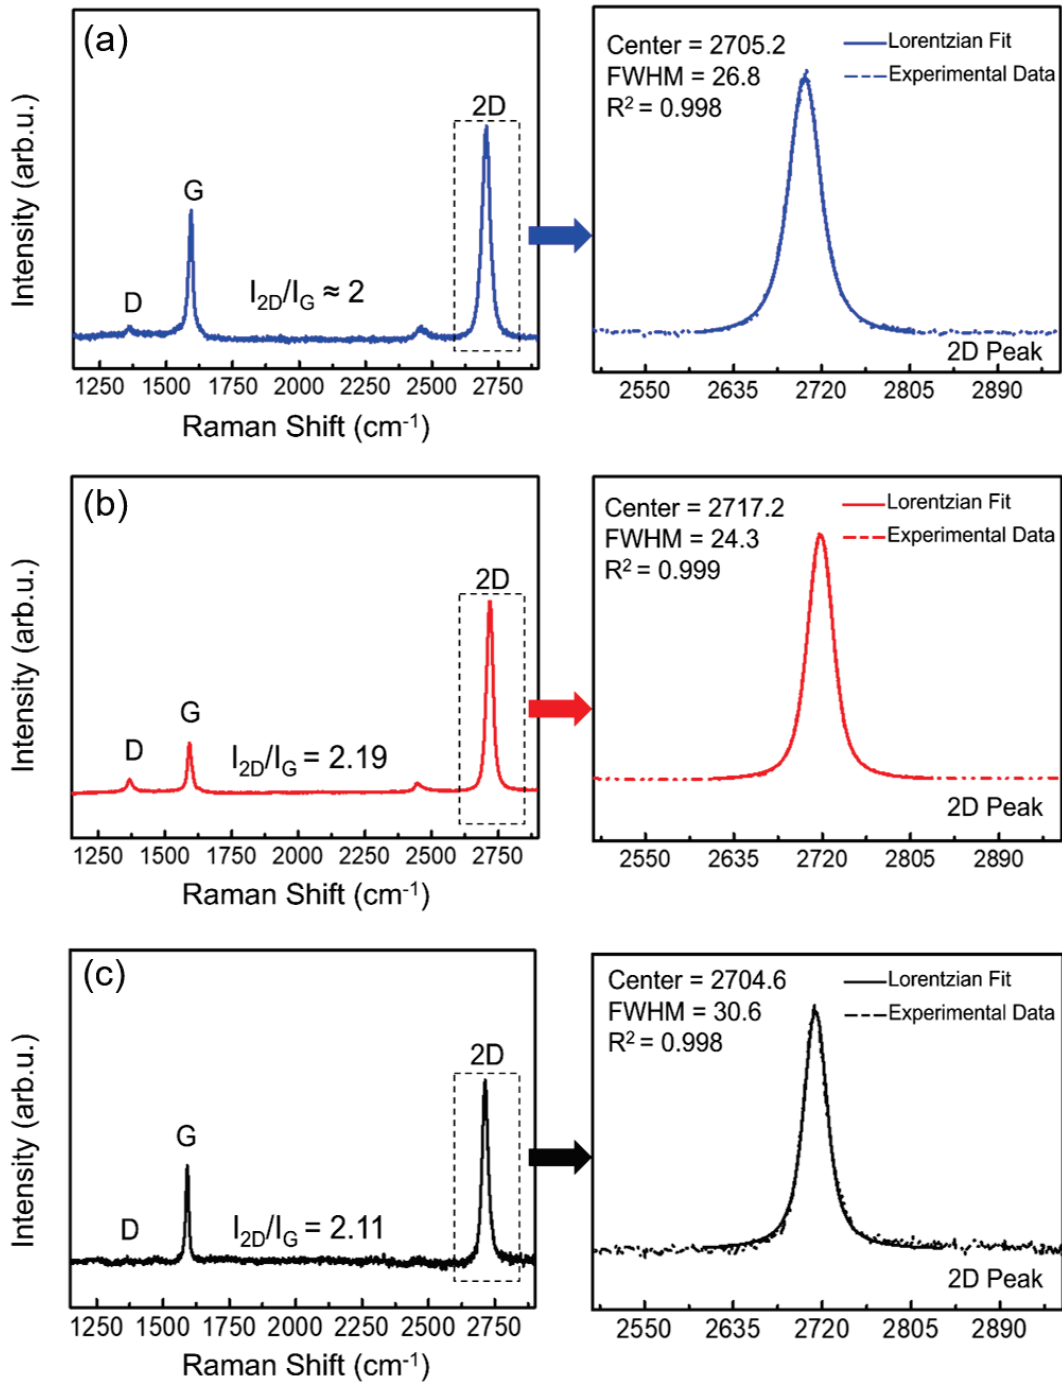 (a)
Intensity (arb.u.)
D
G
2D
I2D/IG ≈ 2
1250 1500 1750 2000 2250 2500 2750
Raman Shift (cm-1)
Center = 2705.2
FWHM = 26.8
R2 = 0.998
Lorentzian Fit
Experimental Data
2D Peak
2550 2635 2720 2805 2890
(b)
Intensity (arb.u.)
D
G
2D
I2D/IG = 2.19
1250 1500 1750 2000 2250 2500 2750
Raman Shift (cm-1)
Center = 2717.2
FWHM = 24.3
R2 = 0.999
Lorentzian Fit
Experimental Data
2D Peak
2550 2635 2720 2805 2890
(c)
Intensity (arb.u.)
D
G
2D
I2D/IG = 2.11
1250 1500 1750 2000 2250 2500 2750
Raman Shift (cm-1)
Center = 2704.6
FWHM = 30.6
R2 = 0.998
Lorentzian Fit
Experimental Data
2D Peak
2550 2635 2720 2805 2890